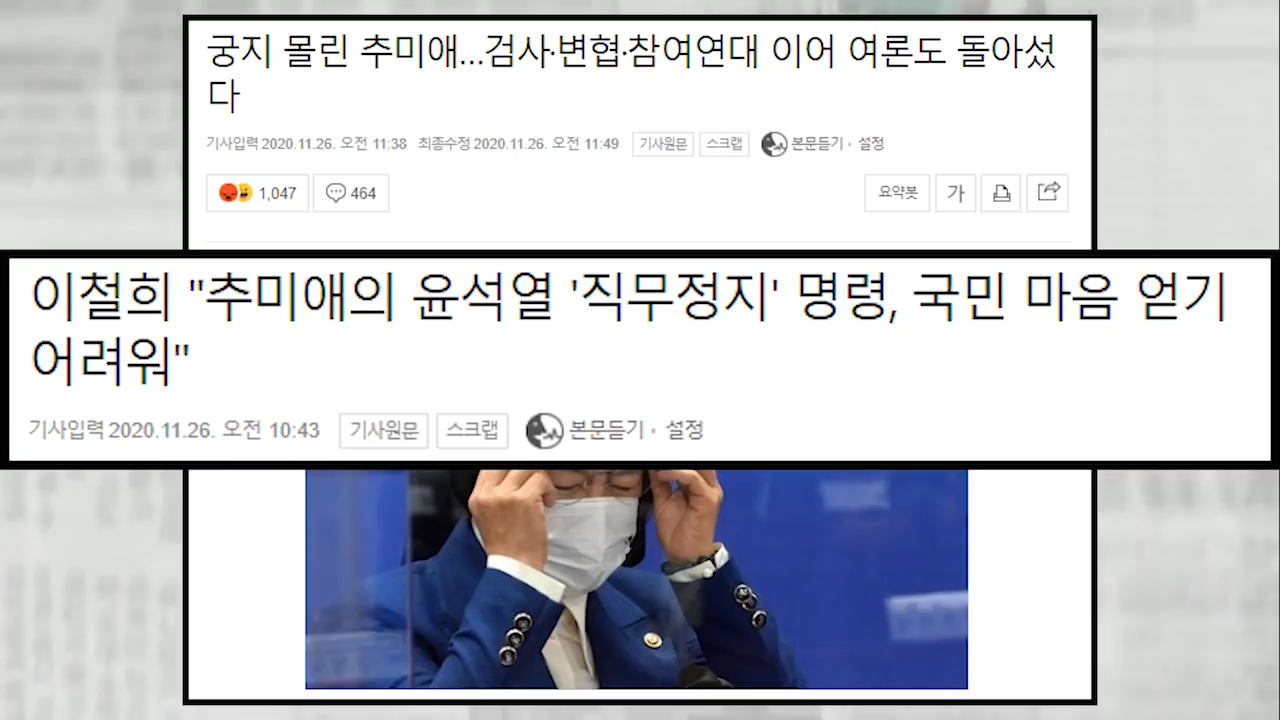 궁지 몰린 추미애...검사·변협·참여연대 이어 여론도 돌아섰
다
기사입력 2020.11.26. 오전 11:38 최종수정 2020.11.26. 오전 11:49 기사원문 스크랩 본문듣기 · 설정
1,047 464 요약봇 가
이철희 "추미애의 윤석열 '직무정지' 명령, 국민 마음 얻기
어려워"
기사입력 2020.11.26. 오전 10:43 기사원문 스크랩 본문듣기 · 설정